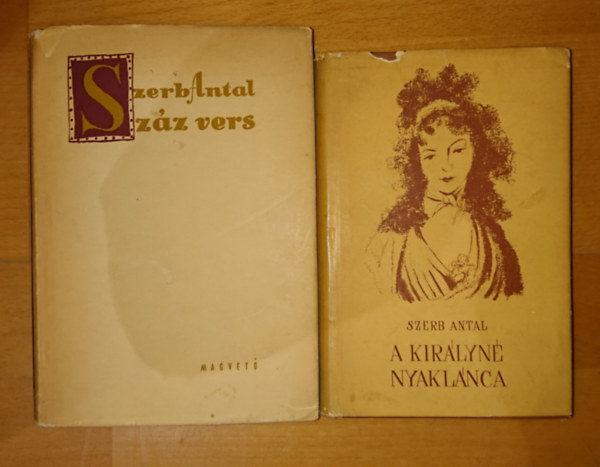 Szerb Antal
Száz vers
MAGVETŐ
SZERB ANTAL
A KIRÁLYNÉ
NYAKLÁNCA